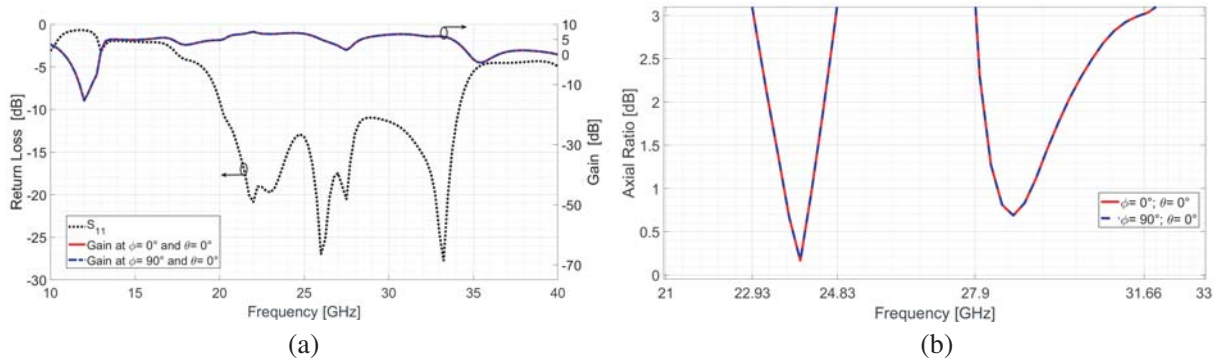 0
-5
-10
-15
-20
-25
-30
Return Loss [dB]
10
15
20
25
30
35
40
Frequency [GHz]
10
5
0
-10
-30
-50
-70
Gain [dB]
S11
Gain at ϕ= 0° and θ= 0°
Gain at ϕ= 90° and θ= 0°
(a)
3
2.5
2
1.5
1
0.5
0
Axial Ratio [dB]
21
22.93
24.83
27.9
31.66
33
Frequency [GHz]
ϕ= 0°; θ= 0°
ϕ= 90°; θ= 0°
(b)